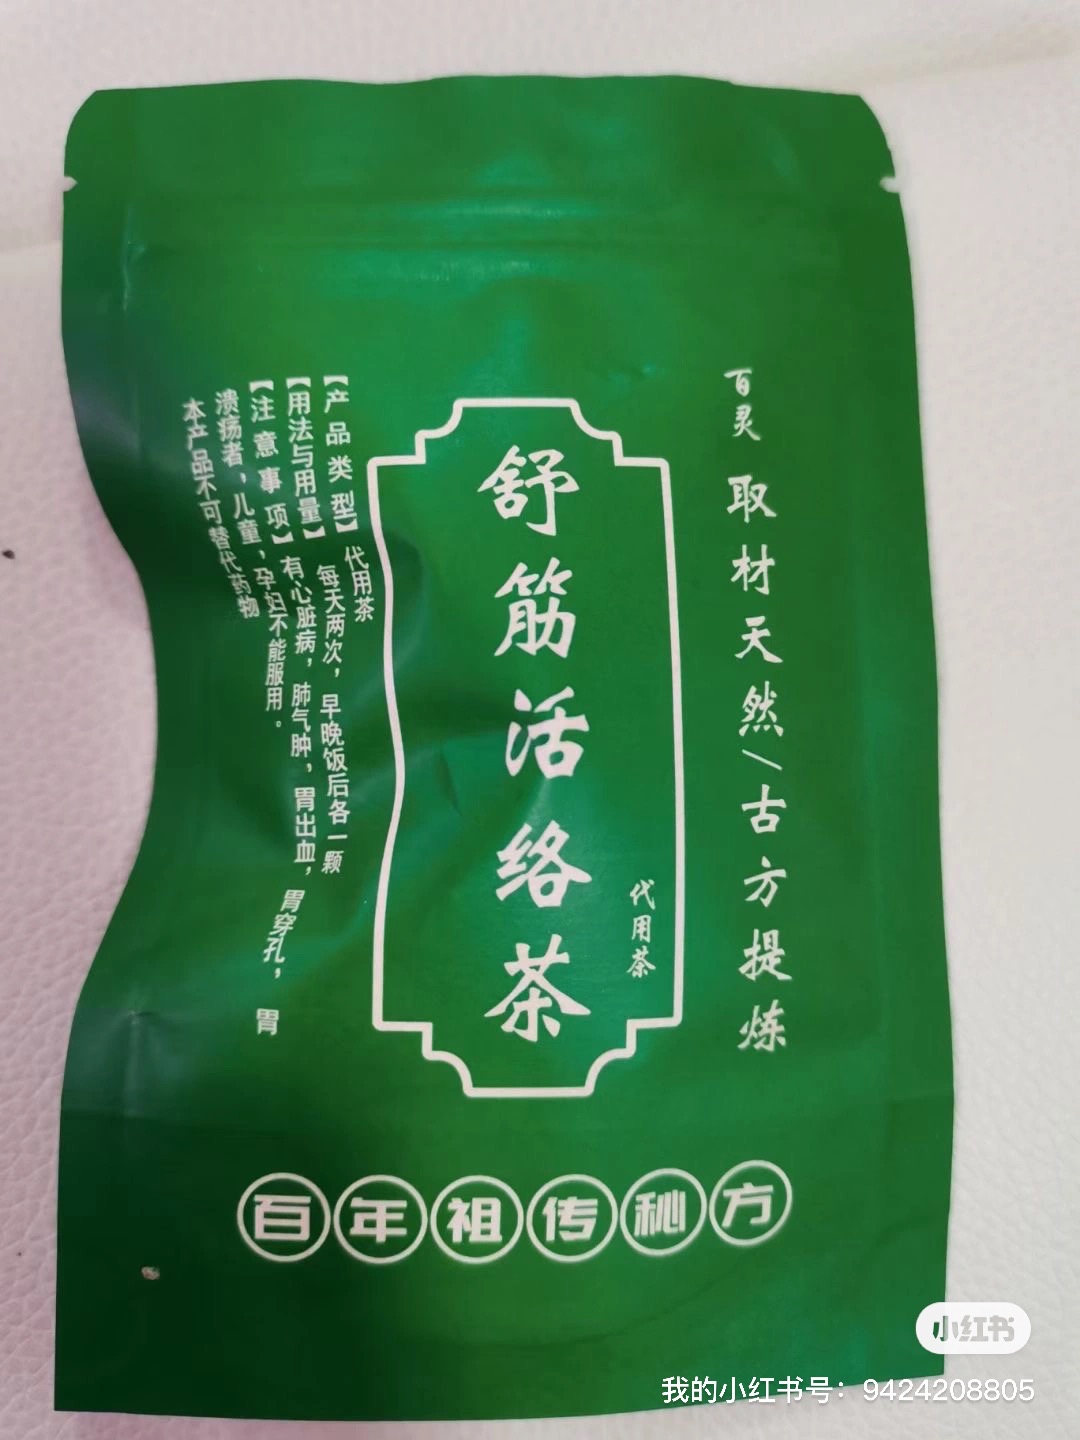 百灵 取材天然\古方提炼
舒筋活络茶
代用茶
【产品类型】代用茶
【用法与用量】每天两次，早晚饭后各一颗
【注意事项】有心脏病，肺气肿，胃出血，胃穿孔，胃
溃疡者，儿童，孕妇不能服用。
本产品不可替代药物
百年祖传秘方
小红书
我的小红书号：9424208805